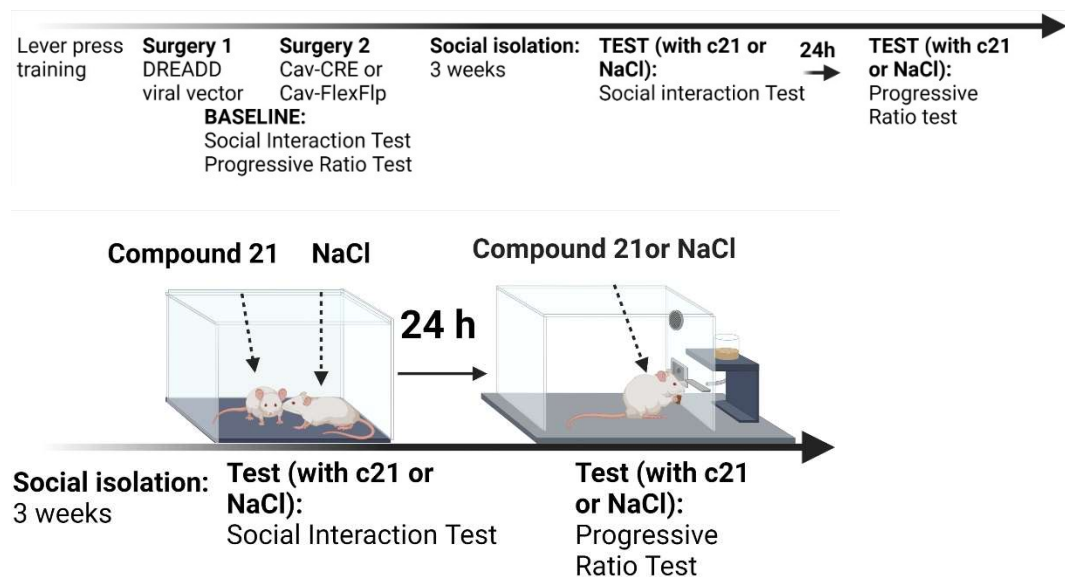 Lever press
training
Surgery 1
DREADD
viral vector
Surgery 2
Cav-CRE or
Cav-FlexFlp
BASELINE:
Social Interaction Test
Progressive Ratio Test
Social isolation:
3 weeks
TEST (with c21 or
NaCl):
Social interaction Test
24h
TEST (with c21
or NaCl):
Progressive
Ratio test
Compound 21
NaCl
24 h
Compound 21or NaCl
Social isolation:
3 weeks
Test (with c21 or
NaCl):
Social Interaction Test
Test (with c21
or NaCl):
Progressive
Ratio Test